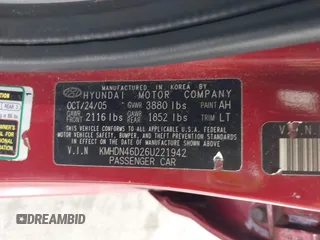 MANUFACTURED IN KOREA BY
HYUNDAI MOTOR COMPANY
OCT/24/05 GVWR 3880 lbs PAINT AH
GAWR FRONT 2116 lbs GAWR REAR 1852 lbs TRIM LT
THIS VEHICLE CONFORMS TO ALL APPLICABLE U.S. FEDERAL
MOTOR VEHICLE SAFETY, BUMPER, AND THEFT PREVENTION
STANDARDS IN EFFECT ON THE DATE OF MANUFACTURE
SHOWN ABOVE.
V.I.N KMHDN46D26U221942
PASSENGER CAR